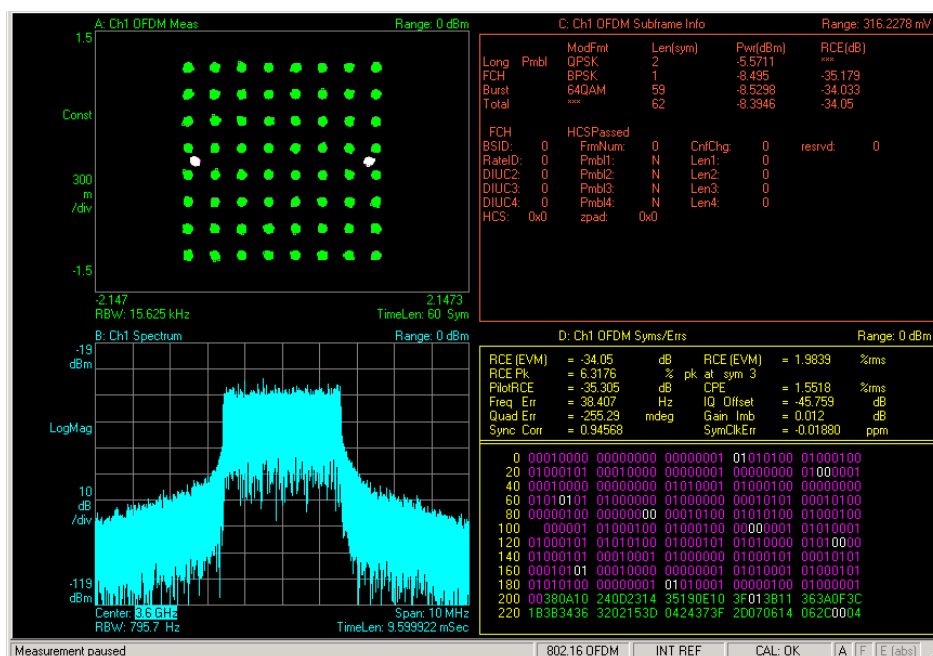 A: Ch1 OFDM Meas Range: 0 dBm
1.5
Const
300
m
/div
-1.5
-2.147 2.1473
RBW: 15.625 kHz TimeLen: 60 Sym
B: Ch1 Spectrum Range: 0 dBm
-19
dBm
LogMag
10
dB
/div
-119
dBm
Center: 3.6 GHz Span: 10 MHz
RBW: 795.7 Hz TimeLen: 9.599922 mSec
C: Ch1 OFDM Subframe Info Range: 316.2278 mV
ModFmt Len(sym) Pwr(dBm) RCE(dB)
Long Pmbl QPSK 2 -5.5711 ***
FCH BPSK 1 -8.495 -35.179
Burst 64QAM 59 -8.5298 -34.033
Total *** 62 -8.3946 -34.05
FCH HCSPassed
BSID: 0 FrmNum: 0 CnfChg: 0 resrvd: 0
RateID: 0 Pmbl1: N Len1: 0
DIUC2: 0 Pmbl2: N Len2: 0
DIUC3: 0 Pmbl3: N Len3: 0
DIUC4: 0 Pmbl4: N Len4: 0
HCS: 0x0 zpad: 0x0
D: Ch1 OFDM Syms/Errs Range: 0 dBm
RCE (EVM) = -34.05 dB RCE (EVM) = 1.9839 %rms
RCE Pk = 6.3176 % pk at sym 3
PilotRCE = -35.305 dB CPE = 1.5518 %rms
Freq Err = 38.407 Hz IQ Offset = -45.759 dB
Quad Err = -255.29 mdeg Gain Imb = 0.012 dB
Sync Corr = 0.94568 SymClkErr = -0.01880 ppm
0 00010000 00000000 00000001 01010100 01000100
20 01000101 00010001 01000001 00000000 01000001
40 00010000 00000000 01010001 01000100 00000000
60 01010101 01010001 01000101 01000101 00010100
80 00000100 00000000 00010000 01010000 01000100
100 000001 01000100 01000100 00000001 01010001
120 01000101 01000101 01010100 01000100 01010000
140 01000101 00010001 01000000 01000101 00010101
160 00010101 00010000 01010000 00000101 01000001
180 01010100 00000001 01010001 00000100 01000000
200 00380A10 240D2314 35190E10 3F013B11 363A0F3C
220 1B3B3436 3202153D 0424373F 2D070614 062C0004
Measurement paused 802.16 OFDM INT REF CAL: OK A F E (abs)